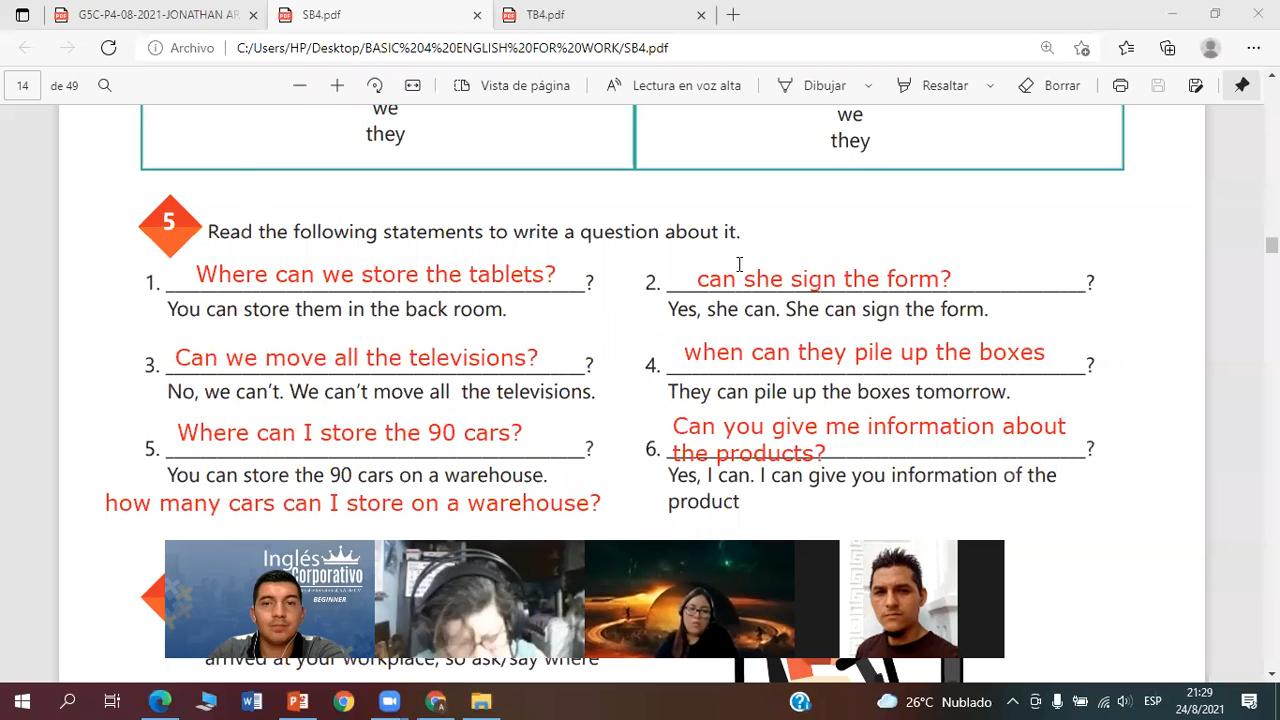 G5C-P4-08-2021-JONATHAN AR
SB4.pdf
TB4.pdf
Archivo
C:/Users/HP/Desktop/BASIC%204%20ENGLISH%20FOR%20WORK/SB4.pdf
14
de 49
Vista de página
Lectura en voz alta
Dibujar
Resaltar
Borrar
we
they
we
they
5
Read the following statements to write a question about it.
1. Where can we store the tablets? ?
You can store them in the back room.
2. can she sign the form? ?
Yes, she can. She can sign the form.
3. Can we move all the televisions? ?
No, we can't. We can't move all the televisions.
4. when can they pile up the boxes ?
They can pile up the boxes tomorrow.
5. Where can I store the 90 cars? ?
You can store the 90 cars on a warehouse.
how many cars can I store on a warehouse?
6. Can you give me information about
the products? ?
Yes, I can. I can give you information of the
product
Inglés
Corporativo
BEGINNER
arrived at your workplace, so ask/say where
26°C Nublado
ESP
21:29
24/8/2021